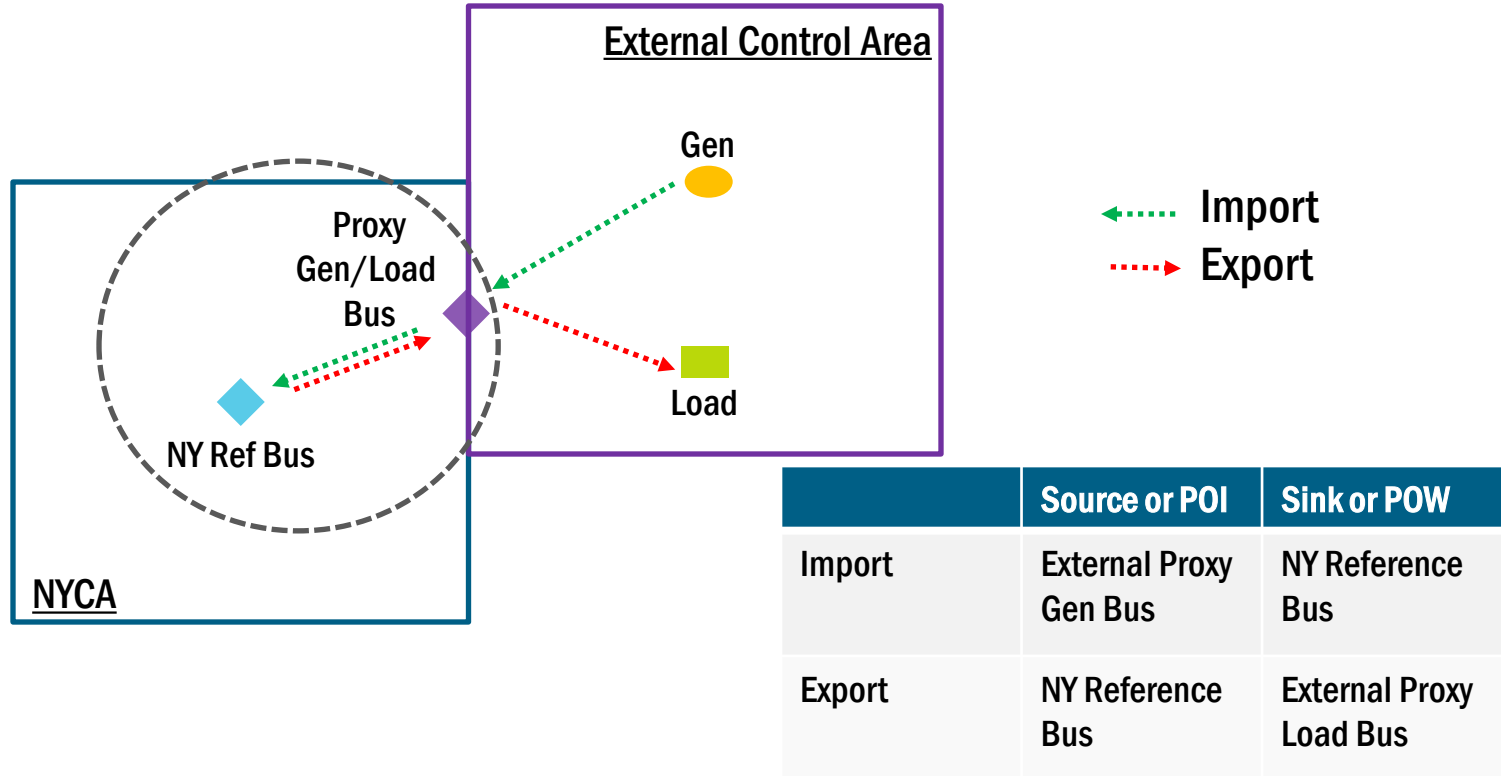 External Control Area
Gen
Proxy
Gen/Load
Bus
Load
NY Ref Bus
NYCA
Import
Export
Source or POI
Sink or POW
Import
External Proxy
Gen Bus
NY Reference
Bus
Export
NY Reference
Bus
External Proxy
Load Bus